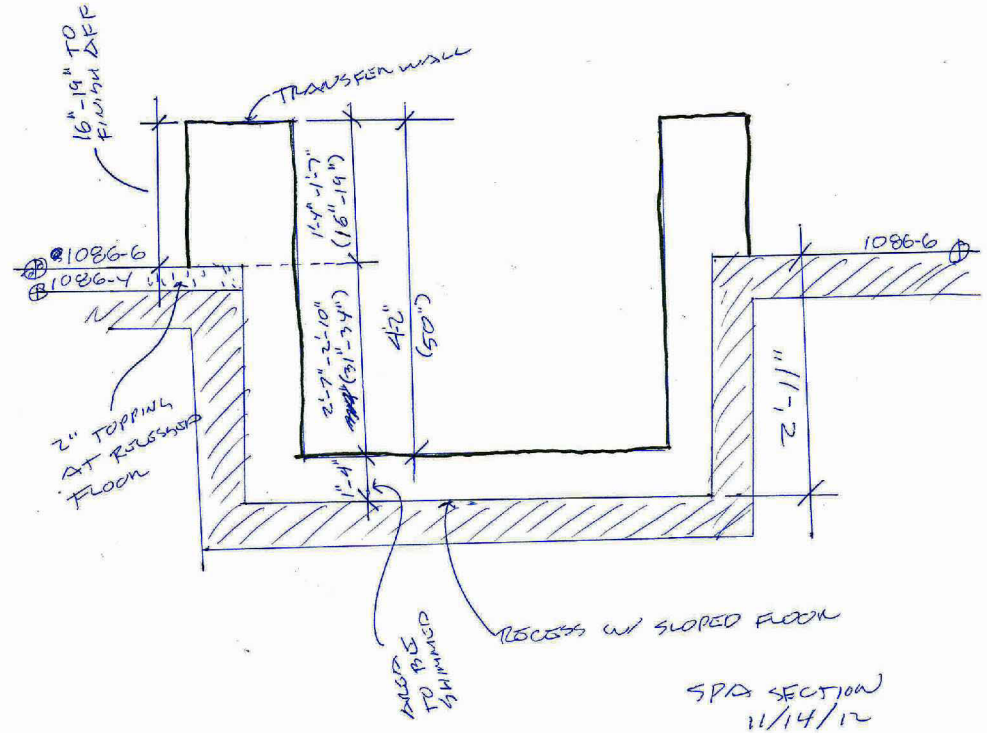 16"-19" TO
FINISH AFF
TRANSFER WALL
(16"-19")
1'-4"-1'-7"
1086-6
1086-4
1086-6
(50")
4'-2"
(31"-34")
2'-7"-2'-10"
2'-11"
2" TOPPING
AT RECESSED
FLOOR
AREA
TO BE
SHIMMED
RECESS W/ SLOPED FLOOR
SPA SECTION
11/14/12